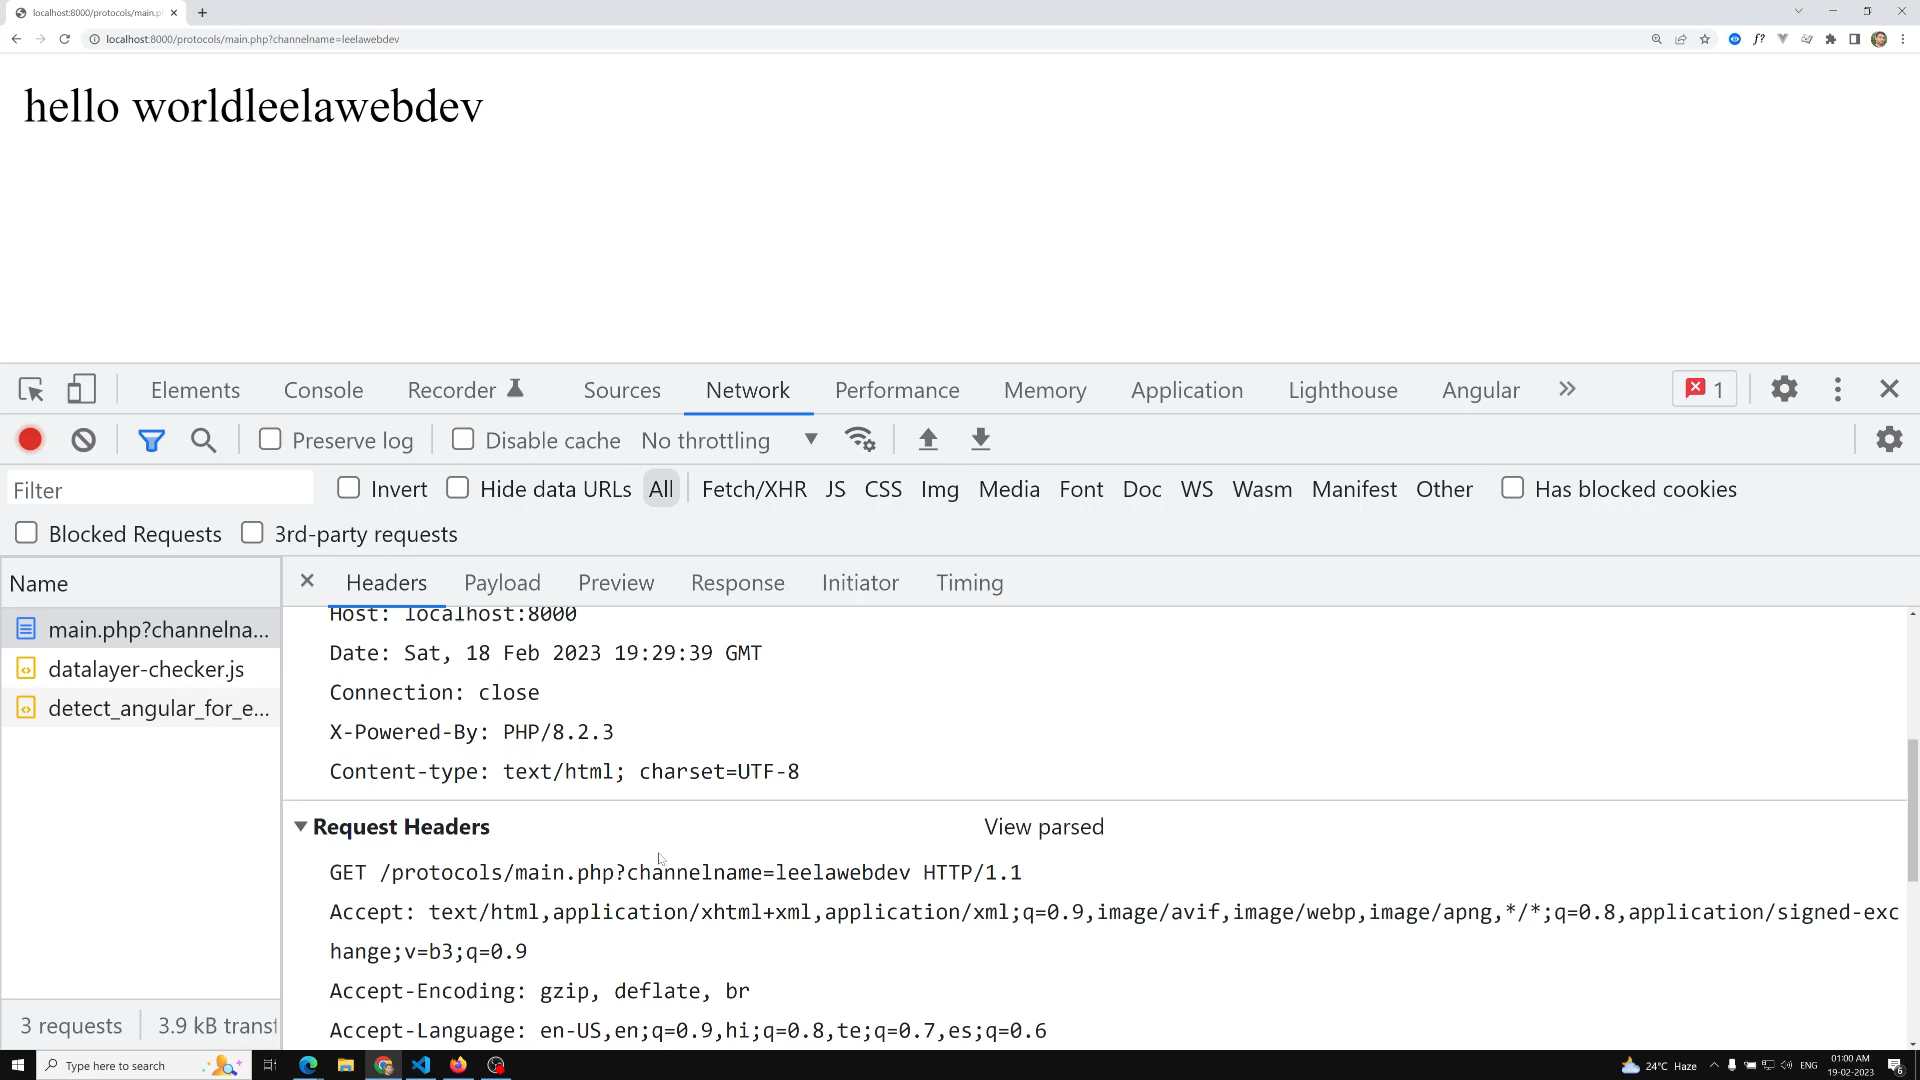 localhost:8000/protocols/main.p
localhost:8000/protocols/main.php?channelname=leelawebdev
hello worldleelawebdev
Elements Console Recorder Sources Network Performance Memory Application Lighthouse Angular 1
Preserve log Disable cache No throttling
Filter Invert Hide data URLs All Fetch/XHR JS CSS Img Media Font Doc WS Wasm Manifest Other Has blocked cookies
Blocked Requests 3rd-party requests
Name Headers Payload Preview Response Initiator Timing
main.php?channelna...
datalayer-checker.js
detect_angular_for_e...
Host: localhost:8000
Date: Sat, 18 Feb 2023 19:29:39 GMT
Connection: close
X-Powered-By: PHP/8.2.3
Content-type: text/html; charset=UTF-8
Request Headers View parsed
GET /protocols/main.php?channelname=leelawebdev HTTP/1.1
Accept: text/html,application/xhtml+xml,application/xml;q=0.9,image/avif,image/webp,image/apng,*/*;q=0.8,application/signed-exc
hange;v=b3;q=0.9
Accept-Encoding: gzip, deflate, br
Accept-Language: en-US,en;q=0.9,hi;q=0.8,te;q=0.7,es;q=0.6
3 requests 3.9 kB transf
Type here to search 24°C Haze ENG 01:00 AM
19-02-2023 6